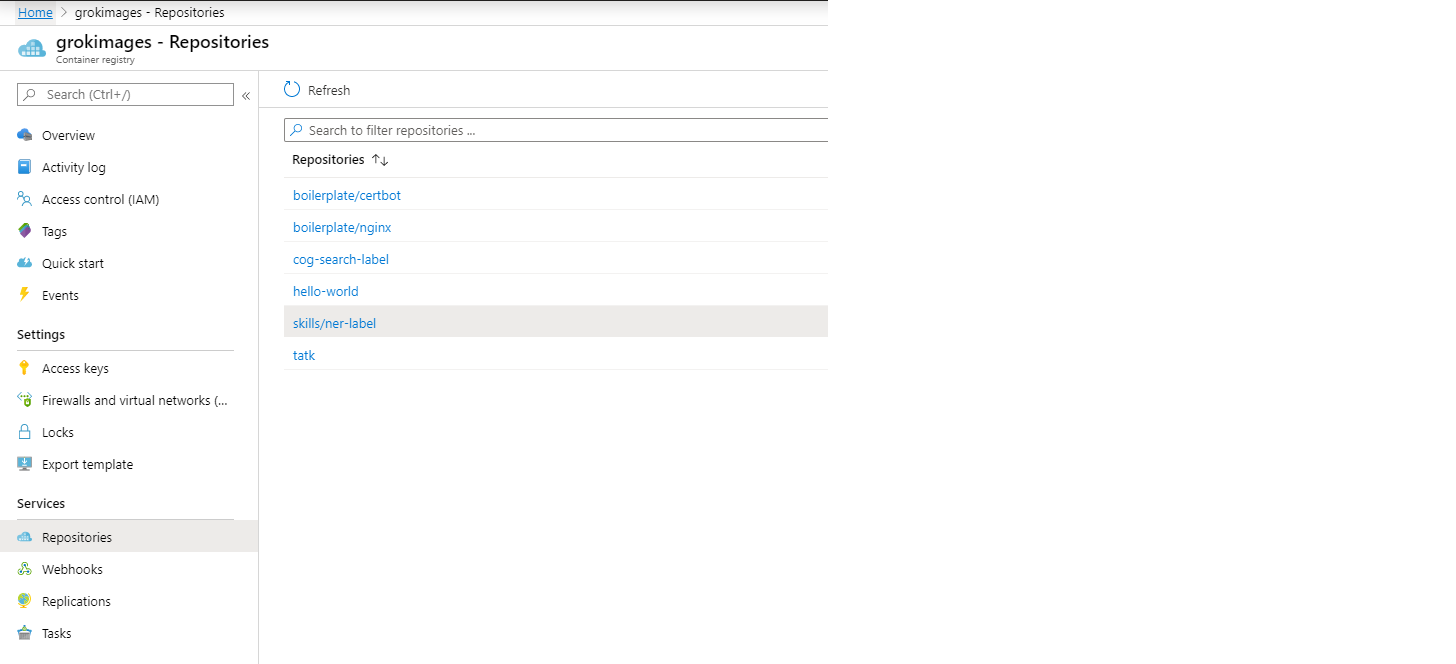 Home > grokimages - Repositories
grokimages - Repositories
Container registry
Search (Ctrl+/)
«
Overview
Activity log
Access control (IAM)
Tags
Quick start
Events
Settings
Access keys
Firewalls and virtual networks (...
Locks
Export template
Services
Repositories
Webhooks
Replications
Tasks
Refresh
Search to filter repositories ...
Repositories ↑↓
boilerplate/certbot
boilerplate/nginx
cog-search-label
hello-world
skills/ner-label
tatk